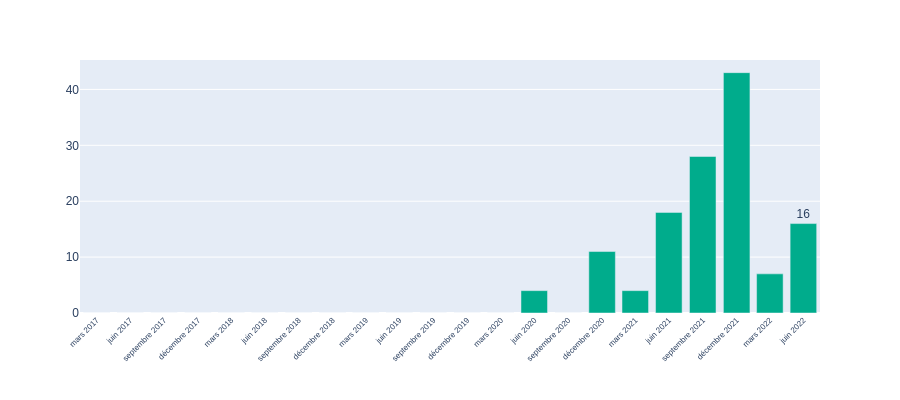 40
30
20
10
0
16
mars 2017
juin 2017
septembre 2017
décembre 2017
mars 2018
juin 2018
septembre 2018
décembre 2018
mars 2019
juin 2019
septembre 2019
décembre 2019
mars 2020
juin 2020
septembre 2020
décembre 2020
mars 2021
juin 2021
septembre 2021
décembre 2021
mars 2022
juin 2022